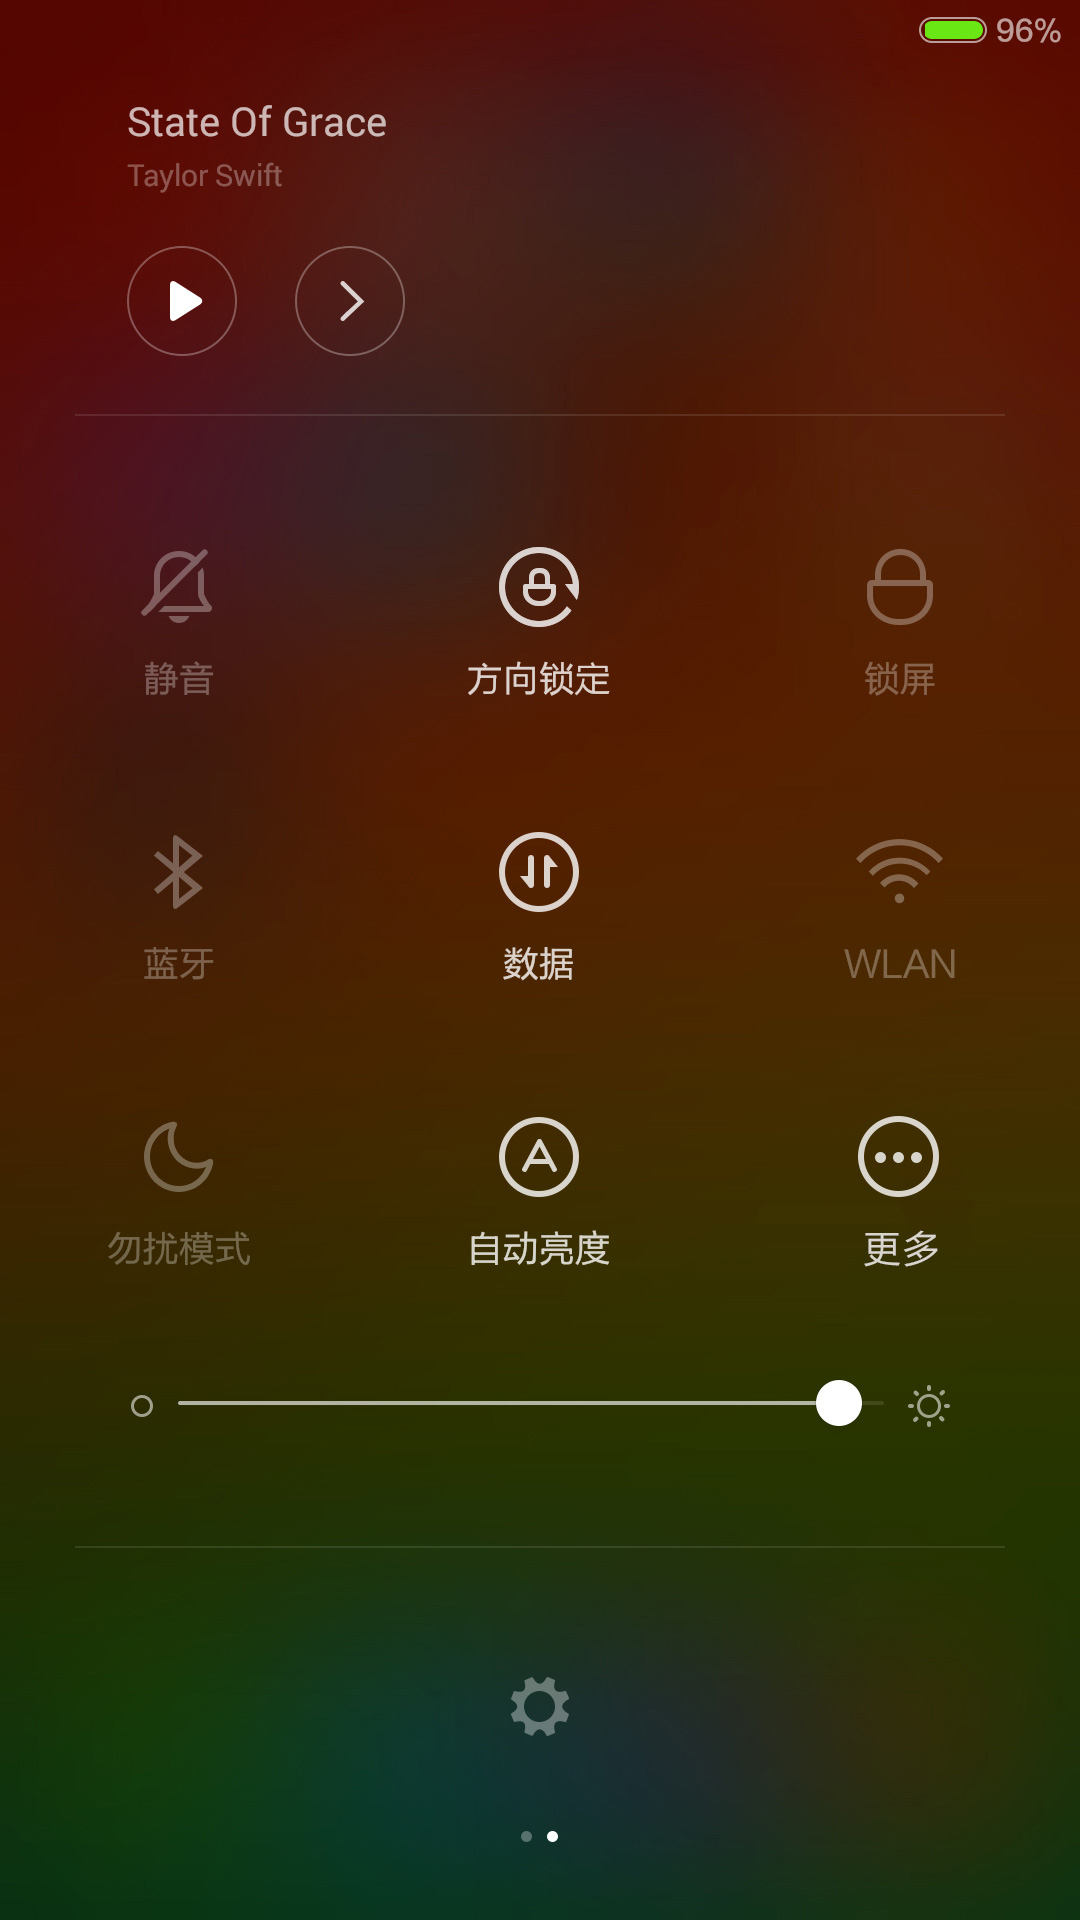 96%
State Of Grace
Taylor Swift
静音
方向锁定
锁屏
蓝牙
数据
WLAN
勿扰模式
自动亮度
更多